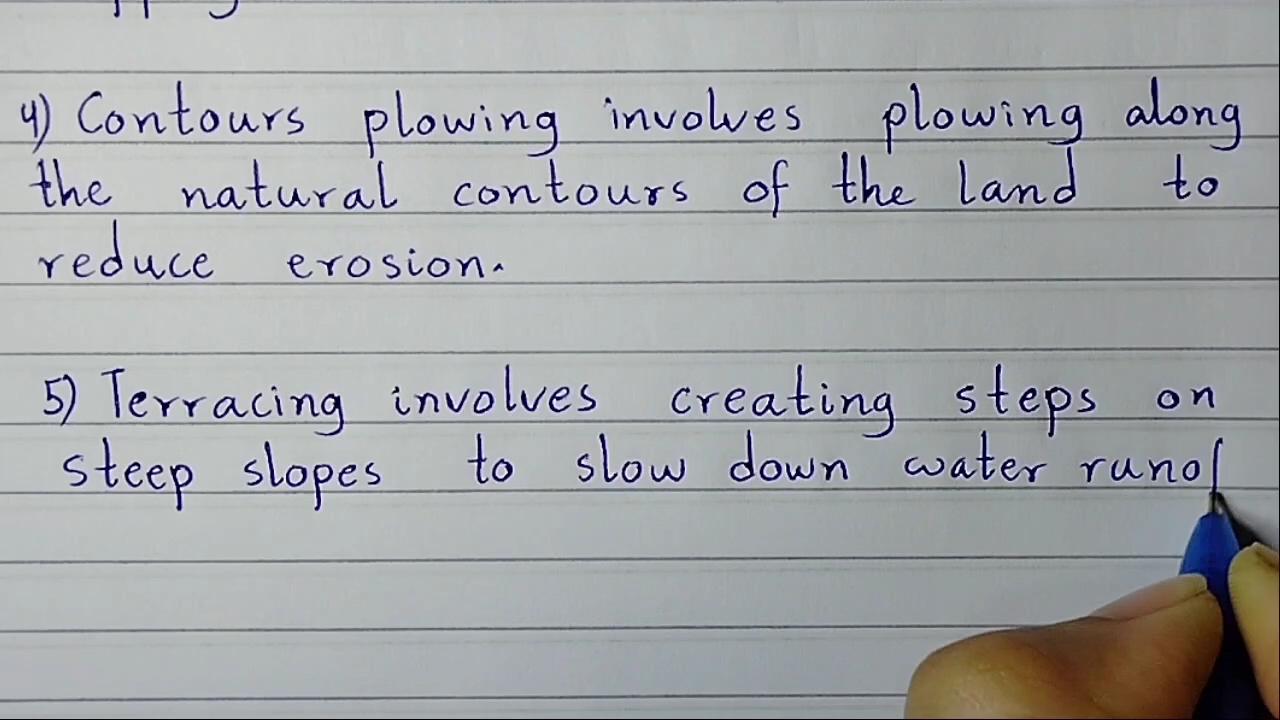 4) Contours plowing involves plowing along
the natural contours of the land to
reduce erosion.
5) Terracing involves creating steps on
steep slopes to slow down water runo